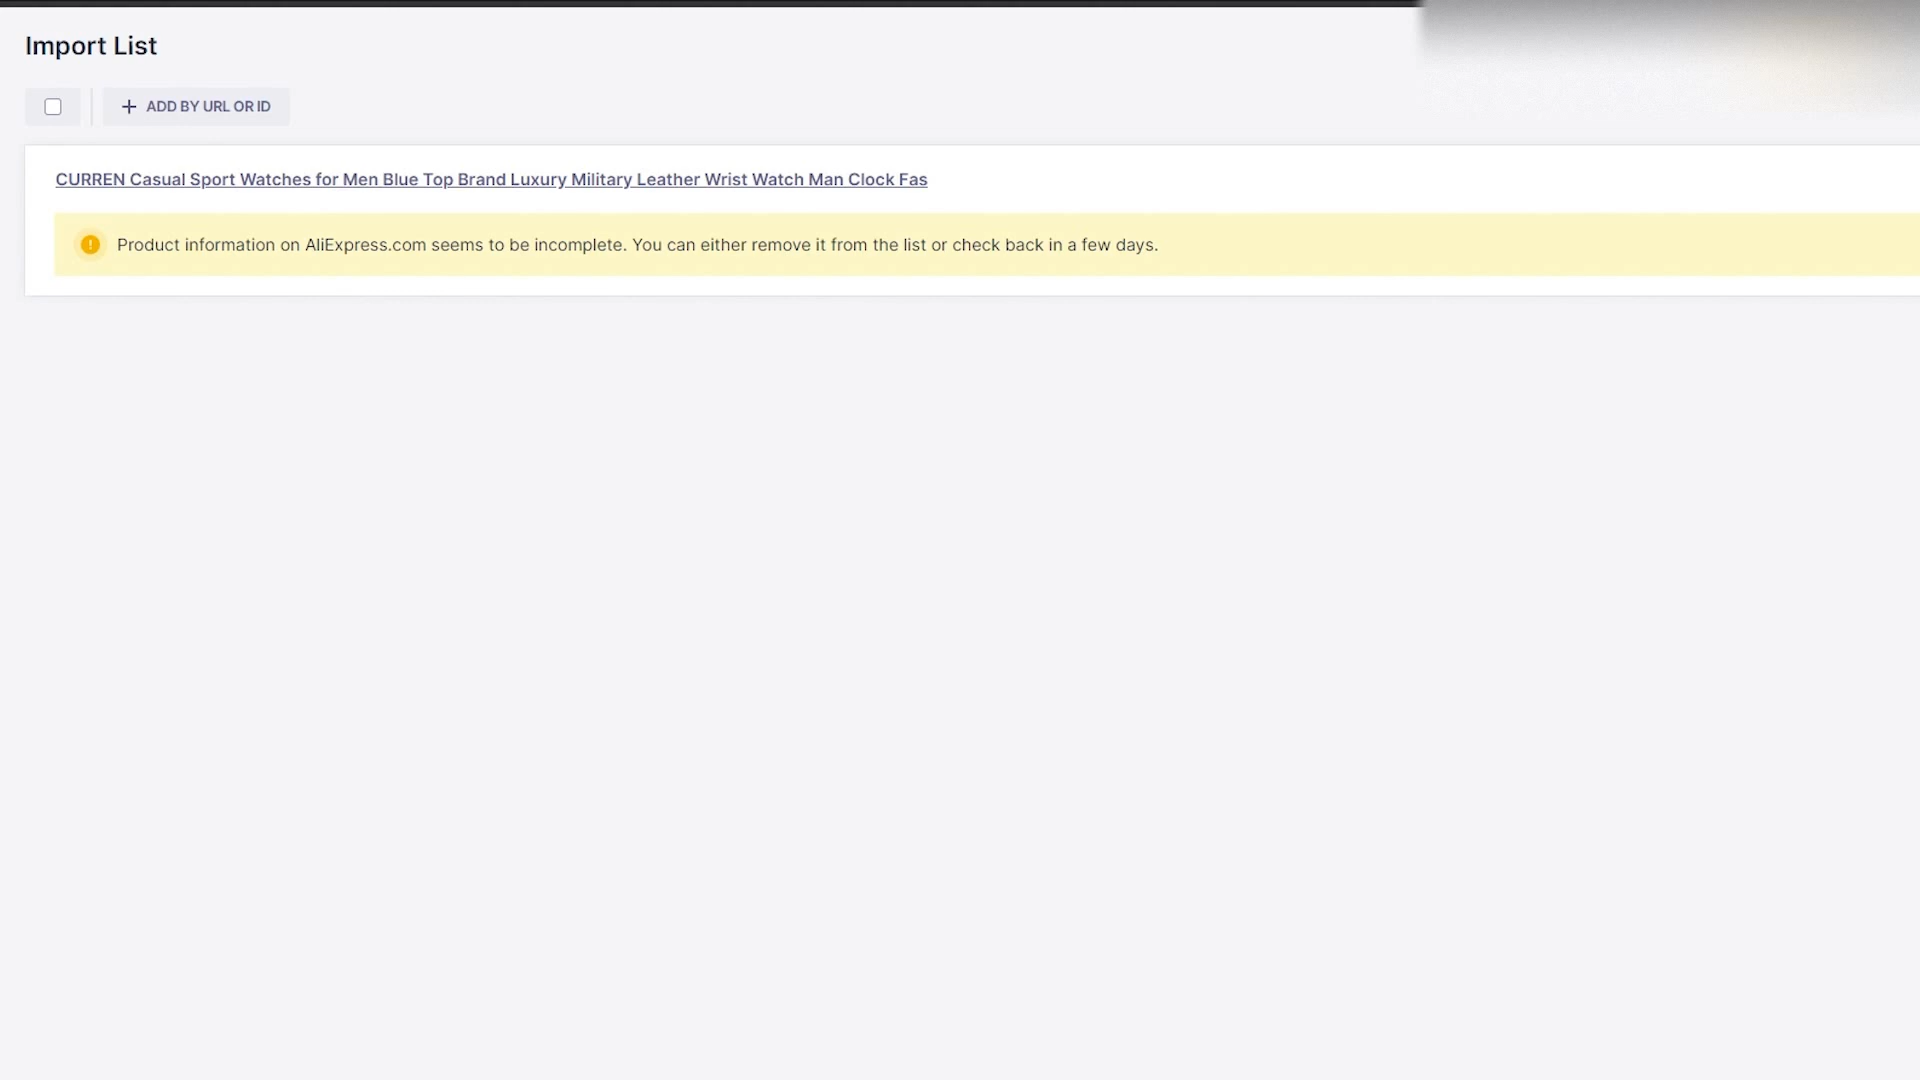 Import List
ADD BY URL OR ID
CURREN Casual Sport Watches for Men Blue Top Brand Luxury Military Leather Wrist Watch Man Clock Fas
Product information on AliExpress.com seems to be incomplete. You can either remove it from the list or check back in a few days.